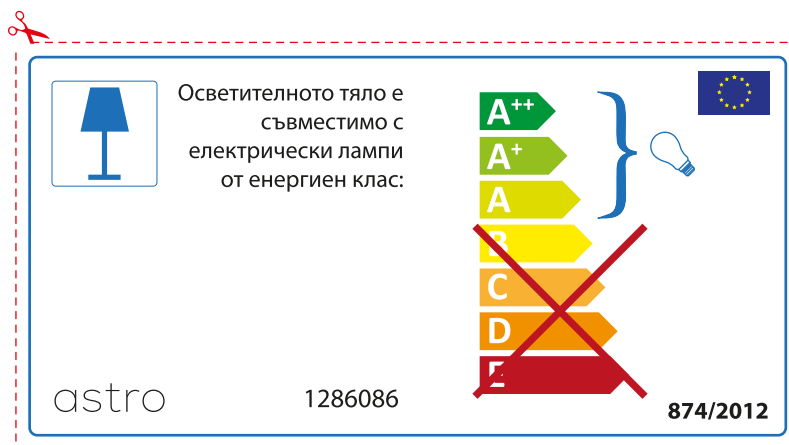 Осветителното тяло е
съвместимо с
електрически лампи
от енергиен клас:
A++
A+
A
B
C
D
E
astro
1286086
874/2012